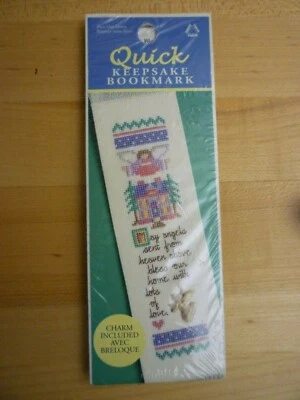 Quick
KEEPSAKE
BOOKMARK
May angels
sent from
heaven above
bless our
home with
lots
of
love.
CHARM
INCLUDED
AVEC
BRELOQUE